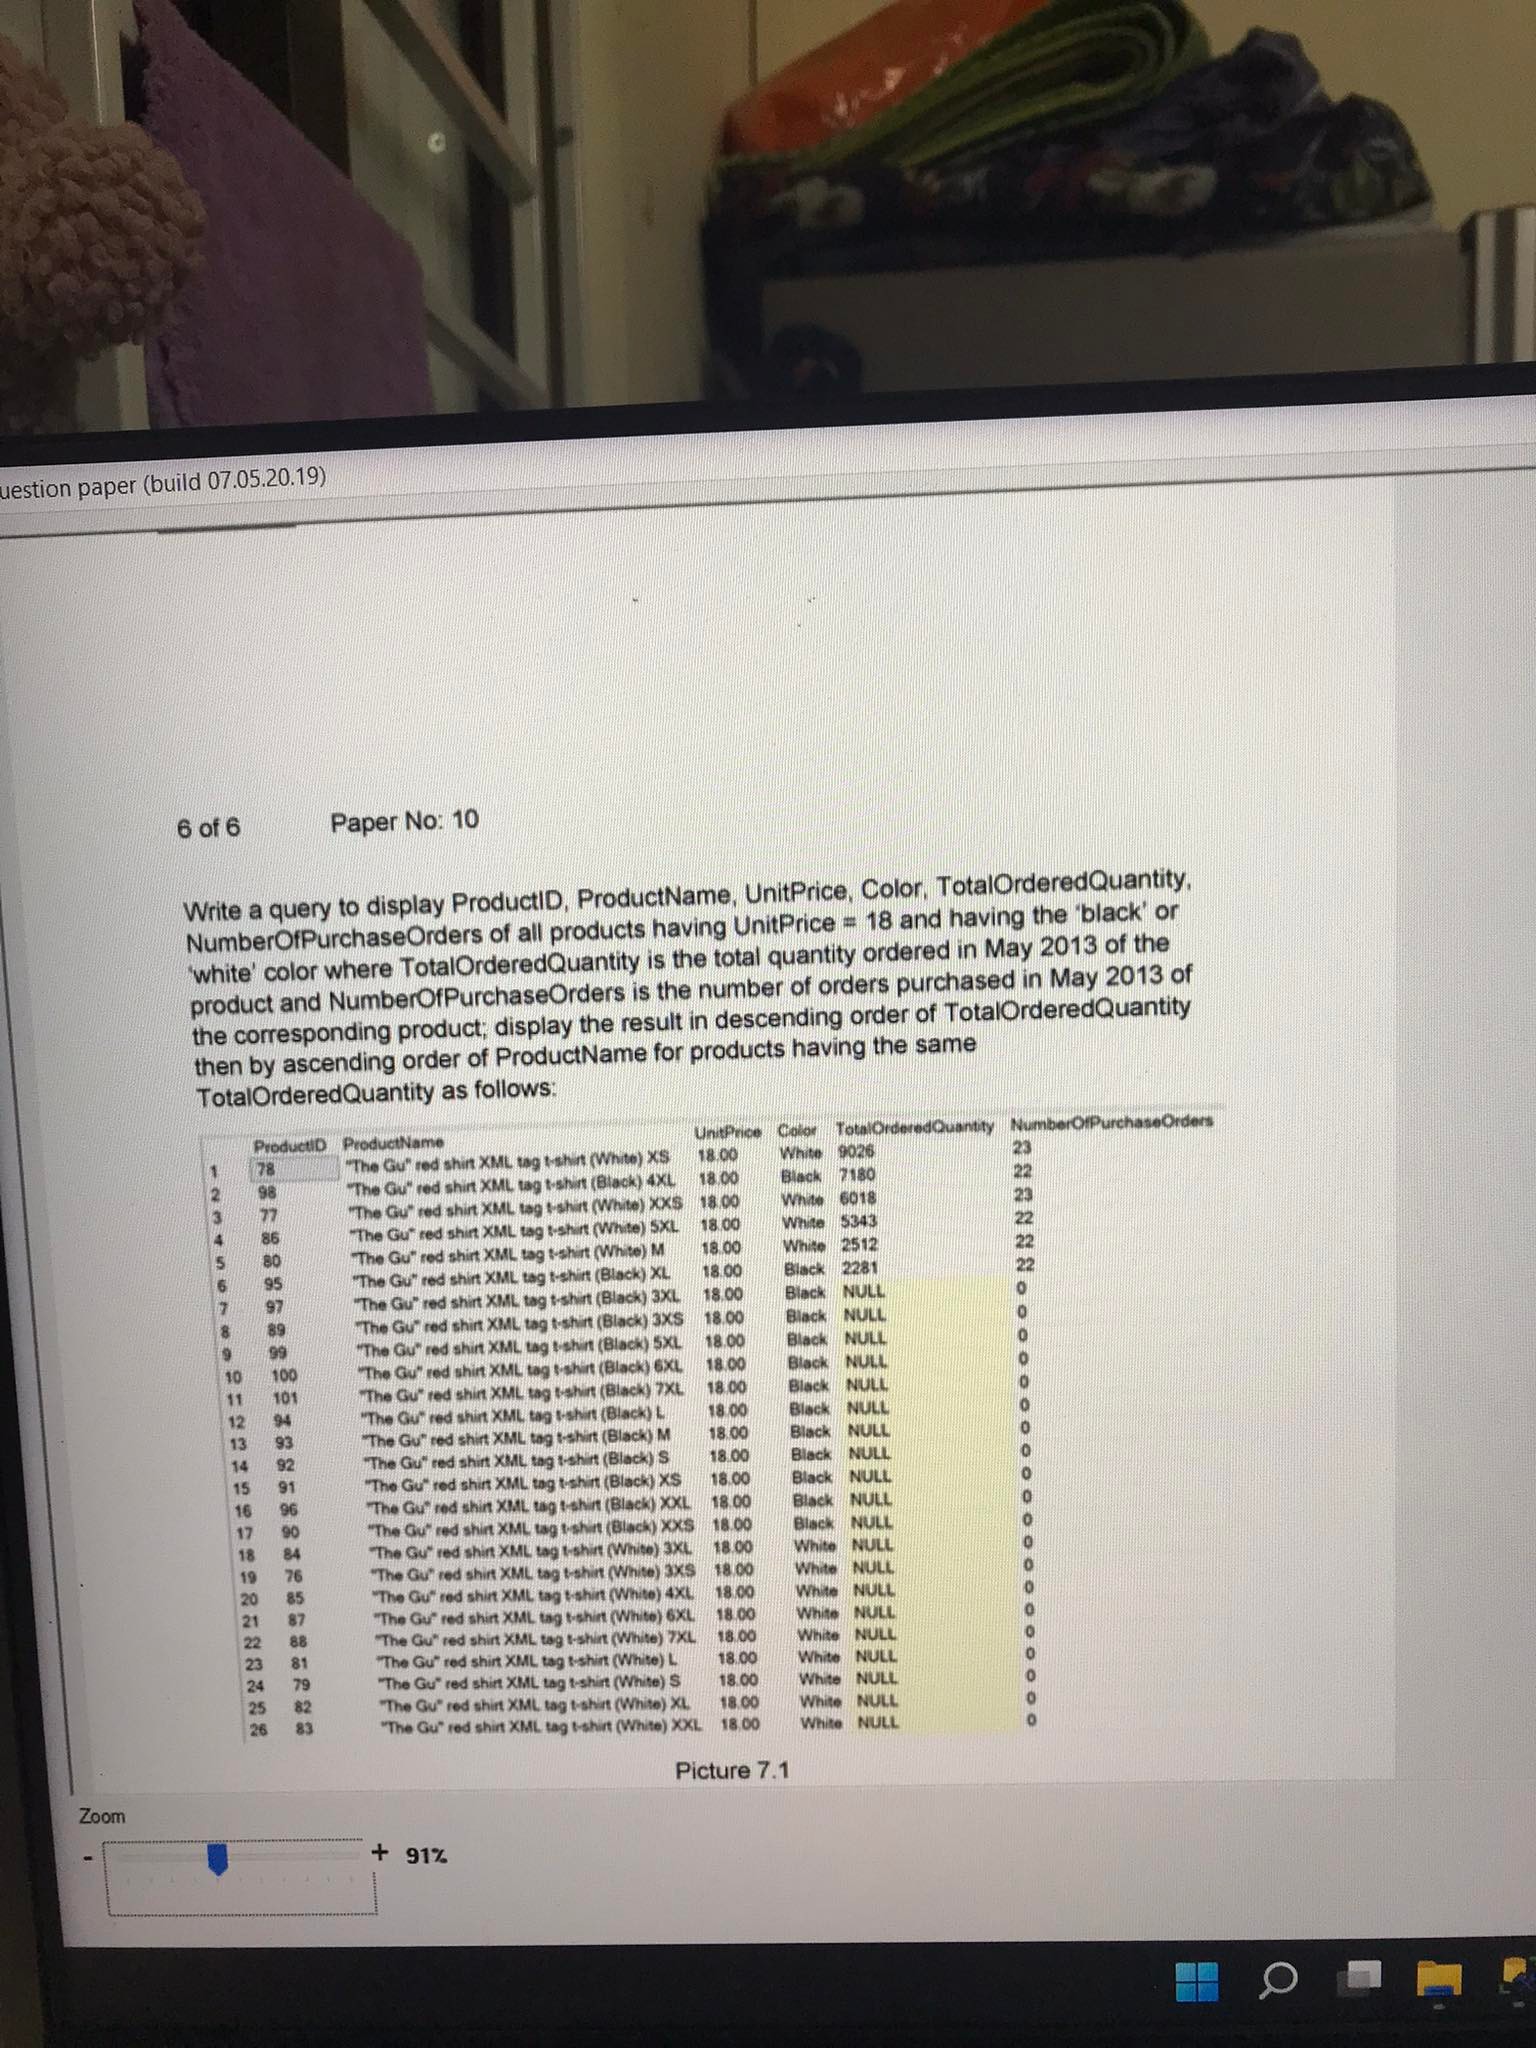 uestion paper (build 07.05.20.19)
6 of 6 Paper No: 10
Write a query to display ProductID, ProductName, UnitPrice, Color, TotalOrderedQuantity,
NumberOfPurchaseOrders of all products having UnitPrice = 18 and having the 'black' or
'white' color where TotalOrderedQuantity is the total quantity ordered in May 2013 of the
product and NumberOfPurchaseOrders is the number of orders purchased in May 2013 of
the corresponding product; display the result in descending order of TotalOrderedQuantity
then by ascending order of ProductName for products having the same
TotalOrderedQuantity as follows:
ProductID ProductName UnitPrice Color TotalOrderedQuantity NumberOfPurchaseOrders
1 78 "The Gu" red shirt XML tag t-shirt (White) XS 18.00 White 9026 23
2 98 "The Gu" red shirt XML tag t-shirt (Black) 4XL 18.00 Black 7180 22
3 77 "The Gu" red shirt XML tag t-shirt (White) XXS 18.00 White 6018 23
4 86 "The Gu" red shirt XML tag t-shirt (White) 5XL 18.00 White 5343 22
5 80 "The Gu" red shirt XML tag t-shirt (White) M 18.00 White 2512 22
6 95 "The Gu" red shirt XML tag t-shirt (Black) XL 18.00 Black 2281 22
7 97 "The Gu" red shirt XML tag t-shirt (Black) 3XL 18.00 Black NULL 0
8 89 "The Gu" red shirt XML tag t-shirt (Black) 3XS 18.00 Black NULL 0
9 99 "The Gu" red shirt XML tag t-shirt (Black) 5XL 18.00 Black NULL 0
10 100 "The Gu" red shirt XML tag t-shirt (Black) 6XL 18.00 Black NULL 0
11 101 "The Gu" red shirt XML tag t-shirt (Black) 7XL 18.00 Black NULL 0
12 94 "The Gu" red shirt XML tag t-shirt (Black) L 18.00 Black NULL 0
13 93 "The Gu" red shirt XML tag t-shirt (Black) M 18.00 Black NULL 0
14 92 "The Gu" red shirt XML tag t-shirt (Black) S 18.00 Black NULL 0
15 91 "The Gu" red shirt XML tag t-shirt (Black) XS 18.00 Black NULL 0
16 96 "The Gu" red shirt XML tag t-shirt (Black) XXL 18.00 Black NULL 0
17 90 "The Gu" red shirt XML tag t-shirt (Black) XXS 18.00 Black NULL 0
18 84 "The Gu" red shirt XML tag t-shirt (White) 3XL 18.00 White NULL 0
19 76 "The Gu" red shirt XML tag t-shirt (White) 3XS 18.00 White NULL 0
20 85 "The Gu" red shirt XML tag t-shirt (White) 4XL 18.00 White NULL 0
21 87 "The Gu" red shirt XML tag t-shirt (White) 6XL 18.00 White NULL 0
22 88 "The Gu" red shirt XML tag t-shirt (White) 7XL 18.00 White NULL 0
23 81 "The Gu" red shirt XML tag t-shirt (White) L 18.00 White NULL 0
24 79 "The Gu" red shirt XML tag t-shirt (White) S 18.00 White NULL 0
25 82 "The Gu" red shirt XML tag t-shirt (White) XL 18.00 White NULL 0
26 83 "The Gu" red shirt XML tag t-shirt (White) XXL 18.00 White NULL 0
Picture 7.1
Zoom
- + 91%